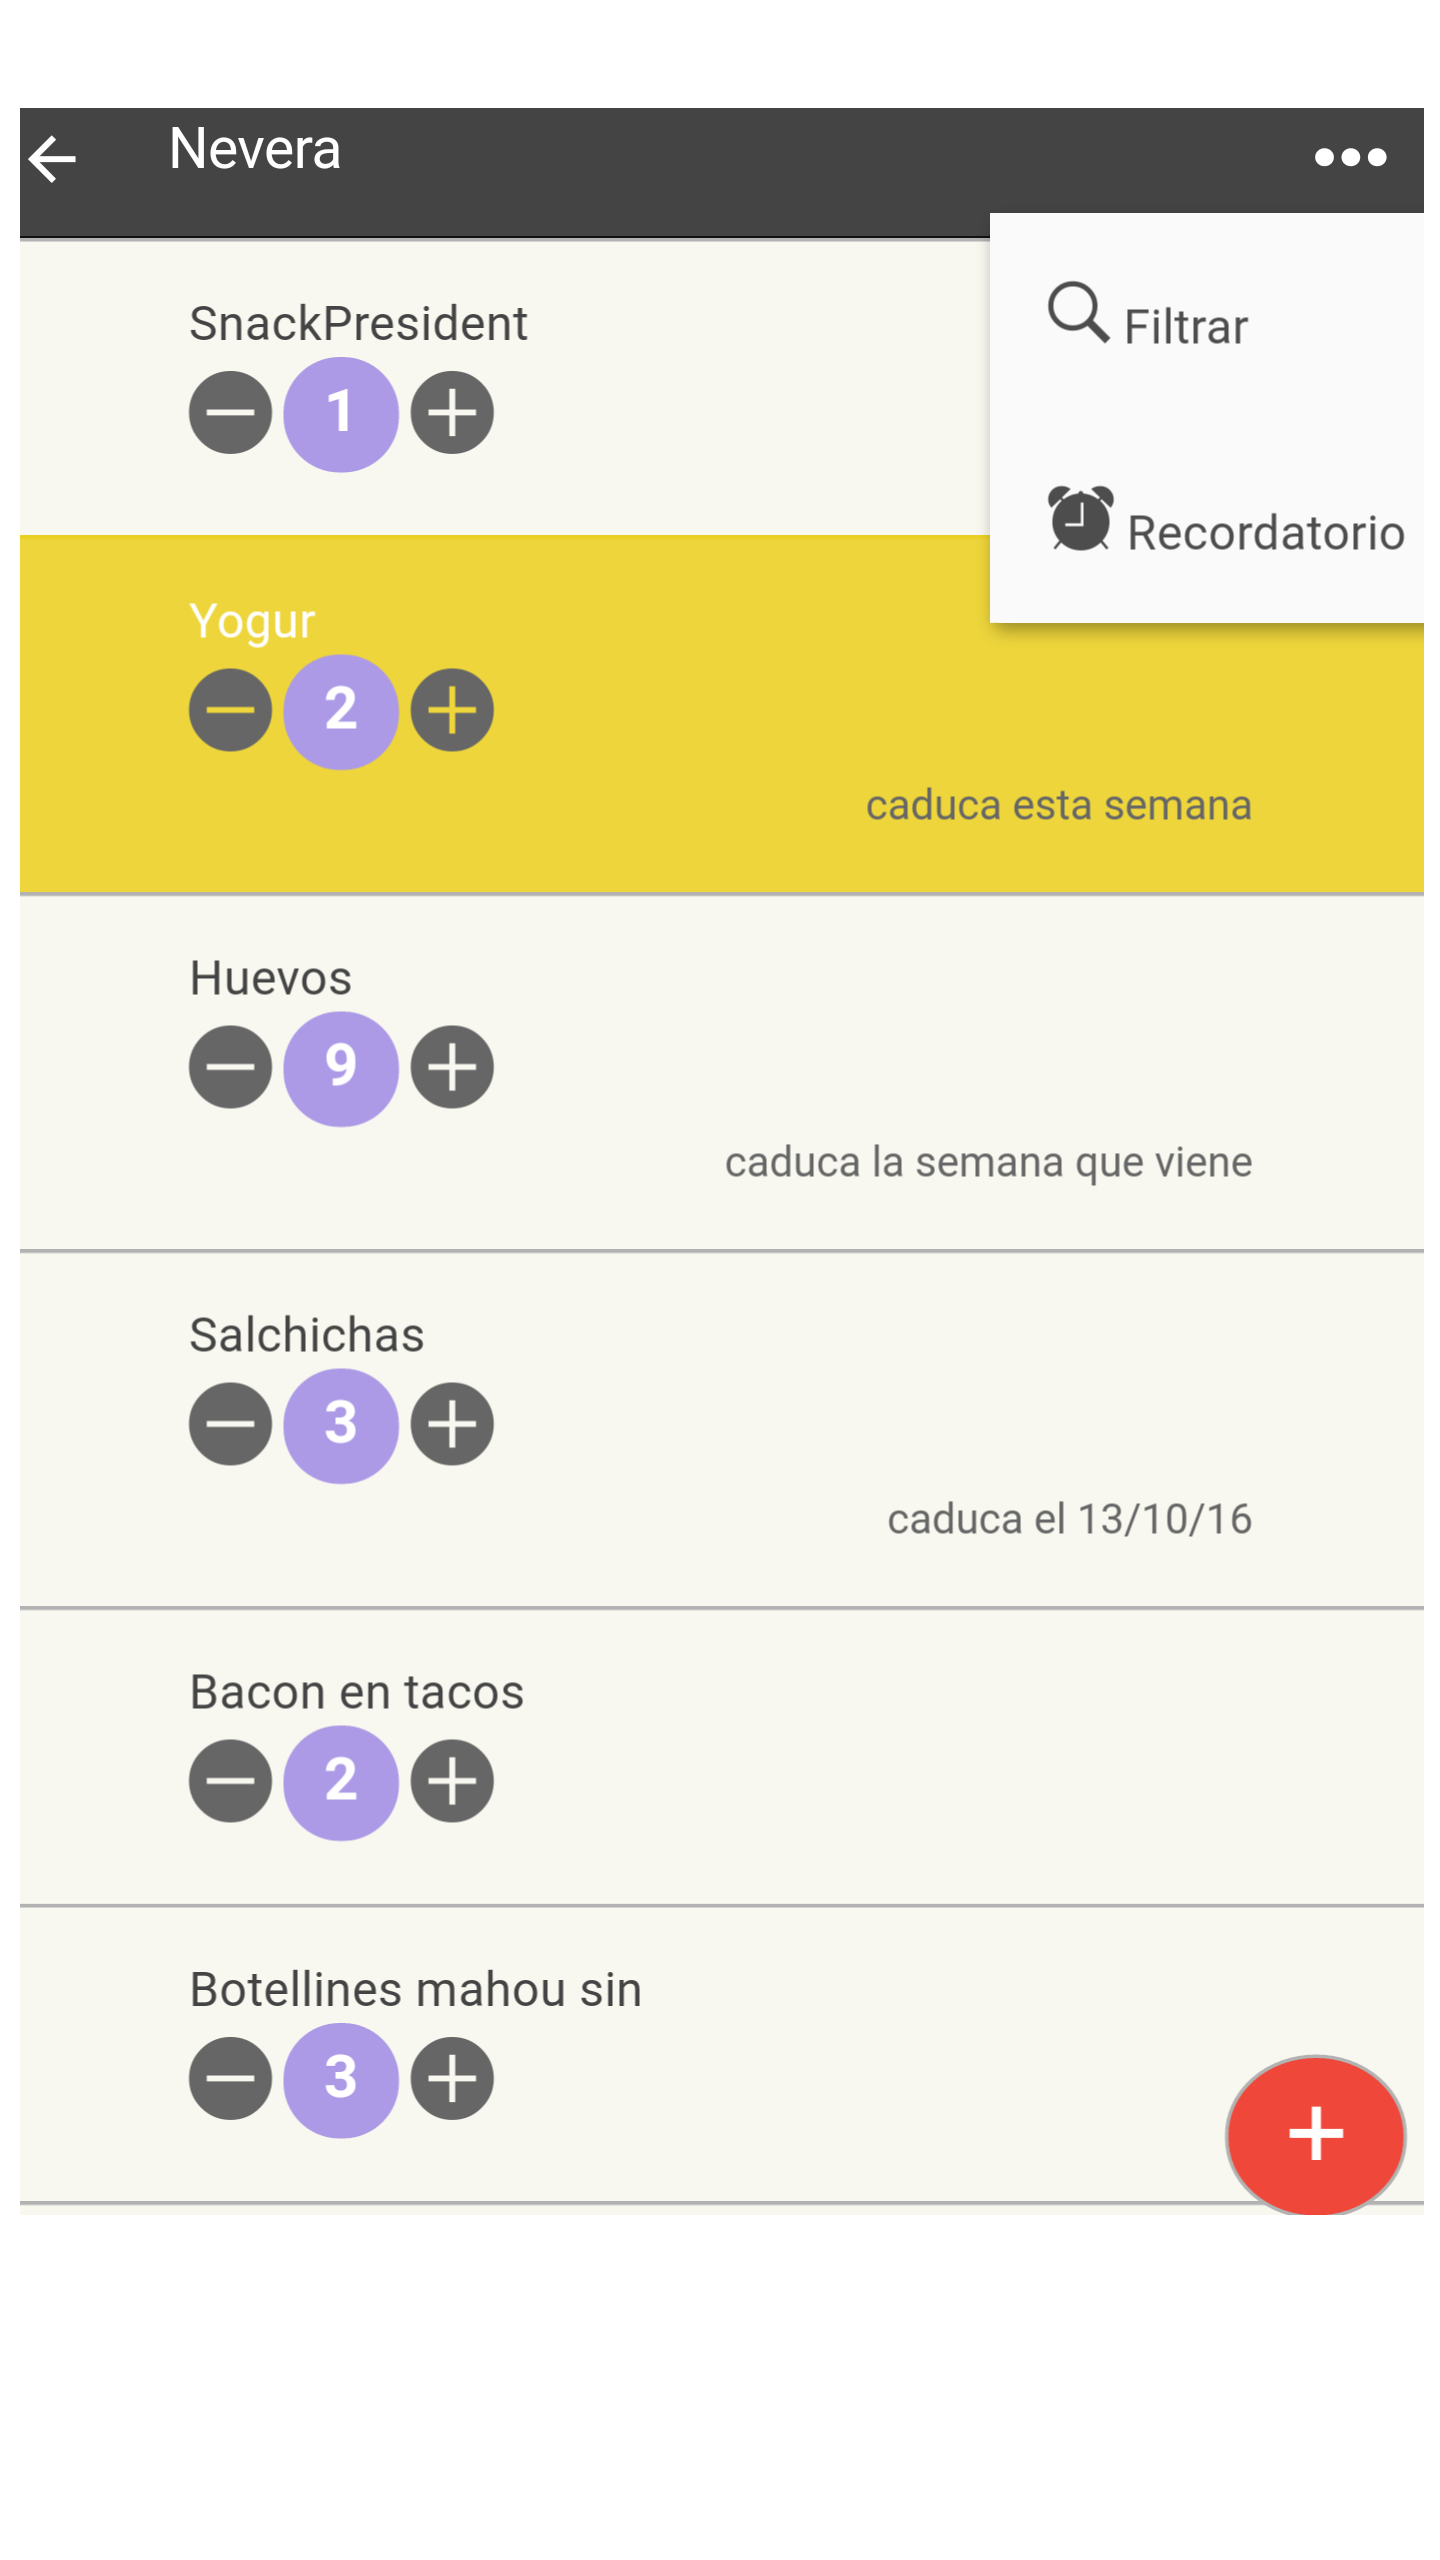 Nevera
Filtrar
Recordatorio
SnackPresident
1
Yogur
2
caduca esta semana
Huevos
9
caduca la semana que viene
Salchichas
3
caduca el 13/10/16
Bacon en tacos
2
Botellines mahou sin
3